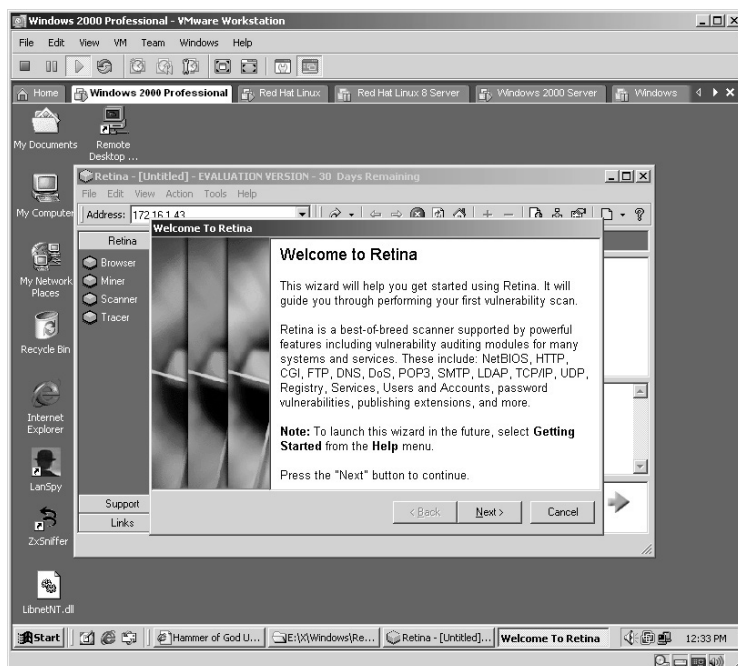 Windows 2000 Professional - VMware Workstation
File Edit View VM Team Windows Help
Home Windows 2000 Professional Red Hat Linux Red Hat Linux 8 Server Windows 2000 Server Windows
My Documents
Remote Desktop ...
Retina - [Untitled] - EVALUATION VERSION - 30 Days Remaining
File Edit View Action Tools Help
My Computer
Address: 172.16.1.43
Welcome To Retina
Retina
Browser
Miner
Scanner
Tracer
My Network Places
Recycle Bin
Internet Explorer
LanSpy
ZxSniffer
LibnetNT.dll
Welcome to Retina
This wizard will help you get started using Retina. It will
guide you through performing your first vulnerability scan.
Retina is a best-of-breed scanner supported by powerful
features including vulnerability auditing modules for many
systems and services. These include: NetBIOS, HTTP,
CGI, FTP, DNS, DoS, POP3, SMTP, LDAP, TCP/IP, UDP,
Registry, Services, Users and Accounts, password
vulnerabilities, publishing extensions, and more.
Note: To launch this wizard in the future, select Getting
Started from the Help menu.
Press the "Next" button to continue.
Support
Links
< Back Next > Cancel
Start Hammer of God U... E:\X\Windows\Re... Retina - [Untitled]... Welcome To Retina 12:33 PM